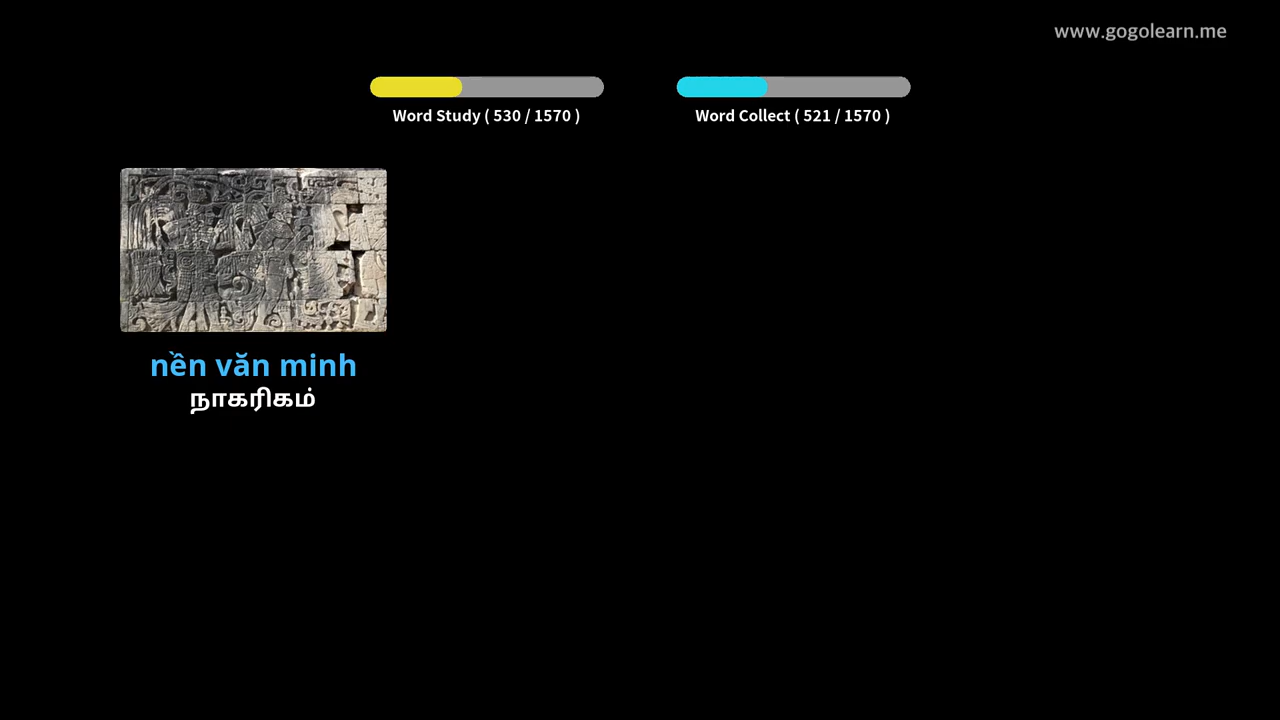 www.gogolearn.me
Word Study ( 530 / 1570 )
Word Collect ( 521 / 1570 )
nền văn minh
நாகரிகம்